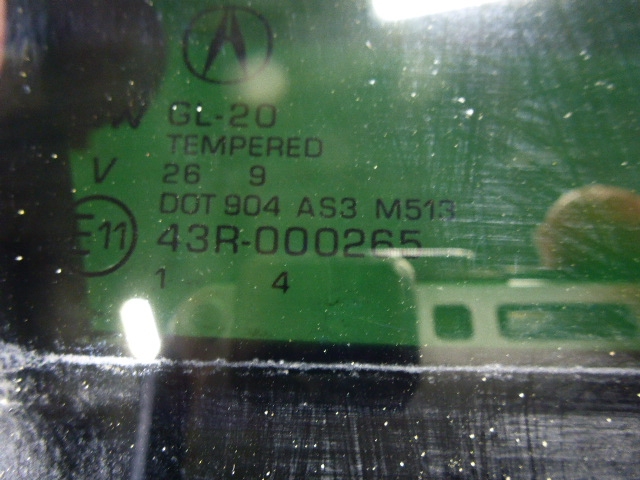 GL-20
TEMPERED
V 26 9
DOT 904 AS3 M513
E11 43R-000265
1 4